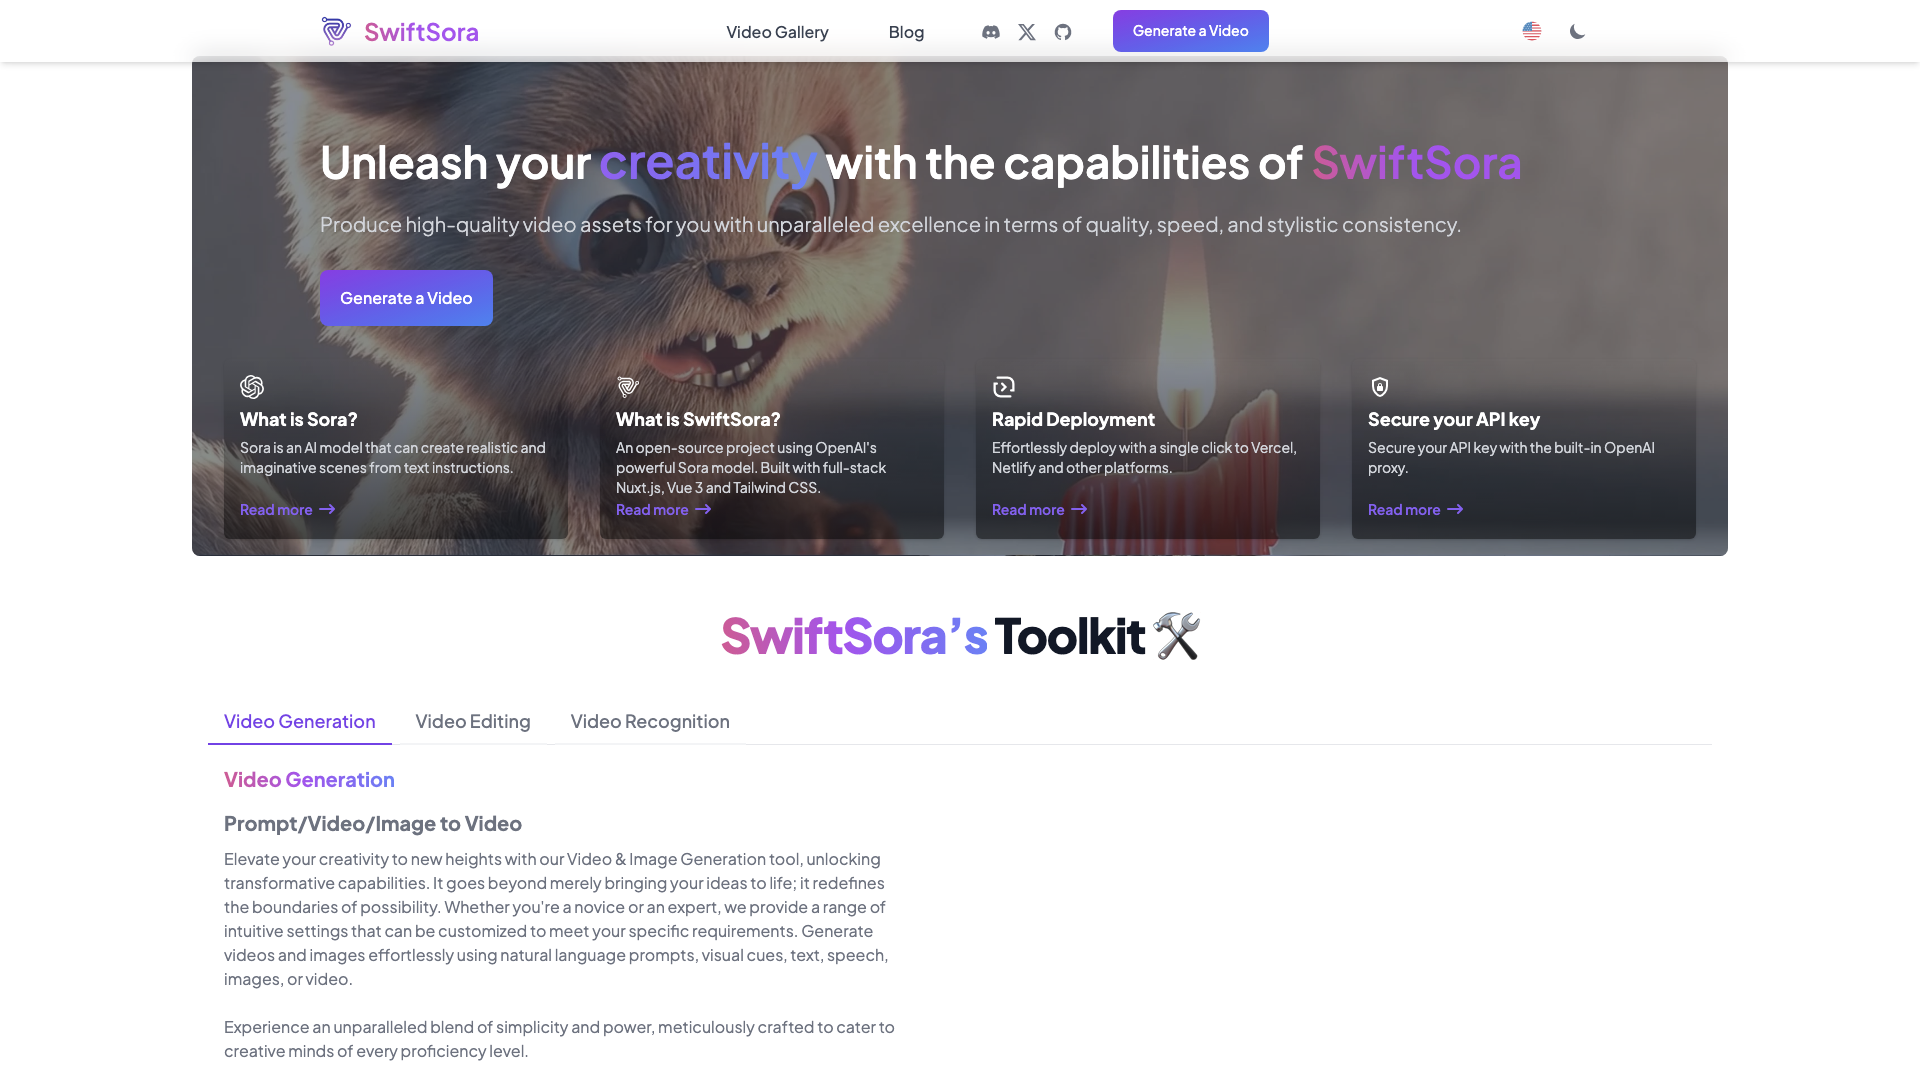 SwiftSora
Video Gallery
Blog
Generate a Video
Unleash your creativity with the capabilities of SwiftSora
Produce high-quality video assets for you with unparalleled excellence in terms of quality, speed, and stylistic consistency.
Generate a Video
What is Sora?
Sora is an AI model that can create realistic and
imaginative scenes from text instructions.
Read more
What is SwiftSora?
An open-source project using OpenAI's
powerful Sora model. Built with full-stack
Nuxt.js, Vue 3 and Tailwind CSS.
Read more
Rapid Deployment
Effortlessly deploy with a single click to Vercel,
Netlify and other platforms.
Read more
Secure your API key
Secure your API key with the built-in OpenAI
proxy.
Read more
SwiftSora’s Toolkit 🛠️
Video Generation
Video Editing
Video Recognition
Video Generation
Prompt/Video/Image to Video
Elevate your creativity to new heights with our Video & Image Generation tool, unlocking
transformative capabilities. It goes beyond merely bringing your ideas to life; it redefines
the boundaries of possibility. Whether you're a novice or an expert, we provide a range of
intuitive settings that can be customized to meet your specific requirements. Generate
videos and images effortlessly using natural language prompts, visual cues, text, speech,
images, or video.
Experience an unparalleled blend of simplicity and power, meticulously crafted to cater to
creative minds of every proficiency level.